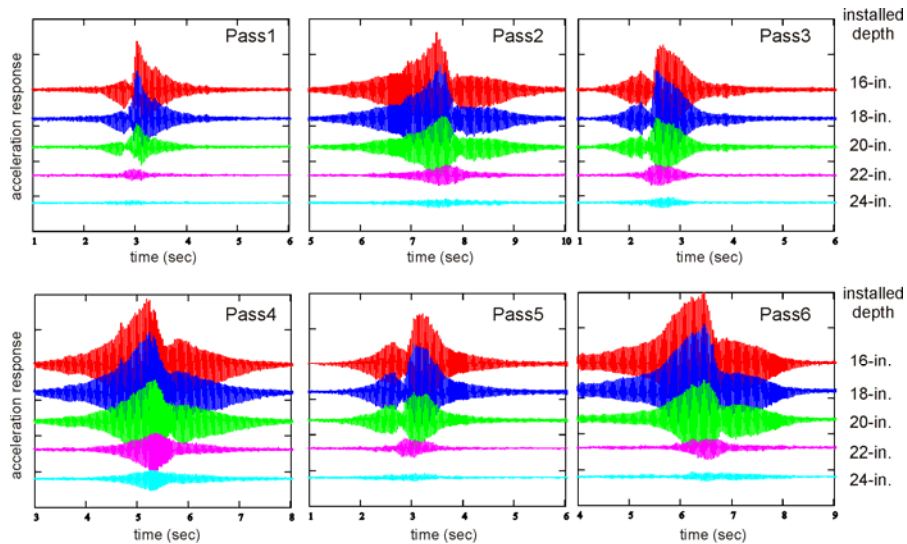 Pass1
Pass2
Pass3
installed
depth
acceleration response
16-in.
18-in.
20-in.
22-in.
24-in.
1 2 3 4 5 6
5 6 7 8 9 10
1 2 3 4 5 6
time (sec)
time (sec)
time (sec)
Pass4
Pass5
Pass6
installed
depth
acceleration response
16-in.
18-in.
20-in.
22-in.
24-in.
3 4 5 6 7 8
1 2 3 4 5 6
4 5 6 7 8 9
time (sec)
time (sec)
time (sec)